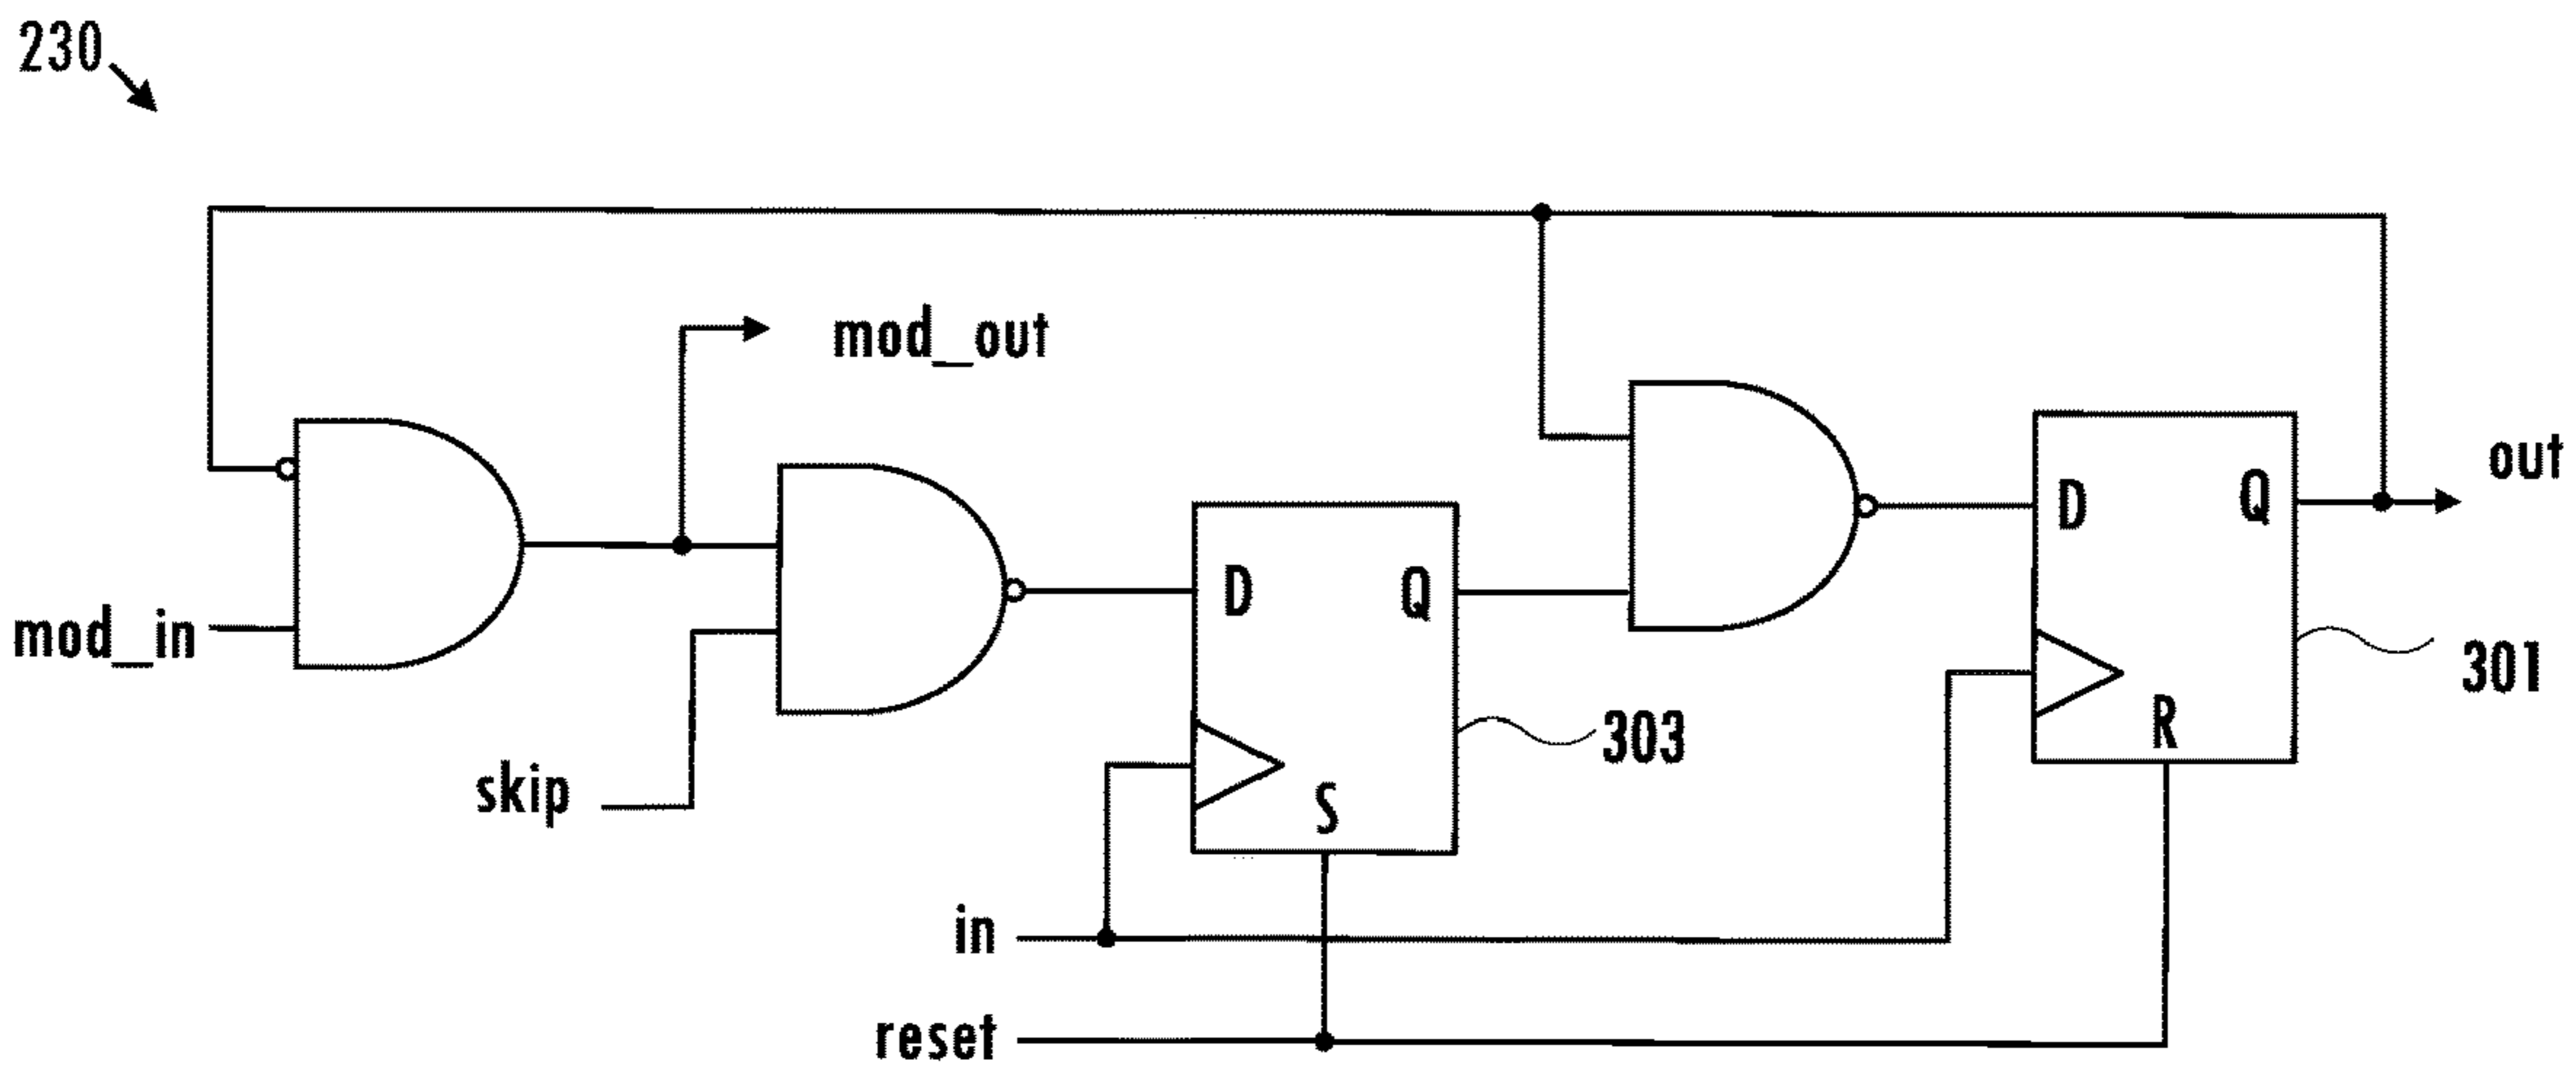 230
mod_out
out
D
Q
mod_in
D
Q
301
R
303
skip
S
in
reset